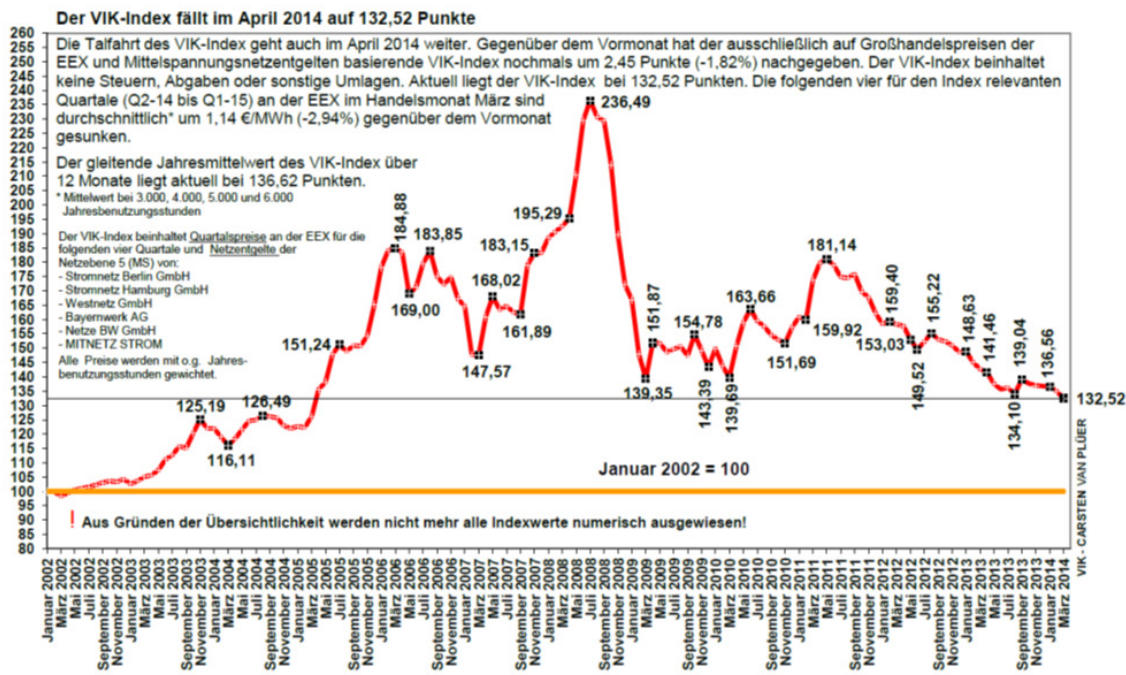 Der VIK-Index fällt im April 2014 auf 132,52 Punkte
Die Talfahrt des VIK-Index geht auch im April 2014 weiter. Gegenüber dem Vormonat hat der ausschließlich auf Großhandelspreisen der
EEX und Mittelspannungsnetzentgelten basierende VIK-Index nochmals um 2,45 Punkte (-1,82%) nachgegeben. Der VIK-Index beinhaltet
keine Steuern, Abgaben oder sonstige Umlagen. Aktuell liegt der VIK-Index bei 132,52 Punkten. Die folgenden vier für den Index relevanten
Quartale (Q2-14 bis Q1-15) an der EEX im Handelsmonat März sind
durchschnittlich* um 1,14 €/MWh (-2,94%) gegenüber dem Vormonat
gesunken.
Der gleitende Jahresmittelwert des VIK-Index über
12 Monate liegt aktuell bei 136,62 Punkten.
* Mittelwert bei 3.000, 4.000, 5.000 und 6.000
Jahresbenutzungsstunden
Der VIK-Index beinhaltet Quartalspreise an der EEX für die
folgenden vier Quartale und Netzentgelte der
Netzebene 5 (MS) von:
- Stromnetz Berlin GmbH
- Stromnetz Hamburg GmbH
- Westnetz GmbH
- Bayernwerk AG
- Netze BW GmbH
- MITNETZ STROM
Alle Preise werden mit o.g. Jahres-
benutzungsstunden gewichtet.
260
255
250
245
240
235
230
225
220
215
210
205
200
195
190
185
180
175
170
165
160
155
150
145
140
135
130
125
120
115
110
105
100
95
90
85
80
125,19
116,11
126,49
151,24
184,88
169,00
183,85
147,57
168,02
161,89
183,15
195,29
236,49
139,35
151,87
154,78
143,39
139,69
163,66
151,69
159,92
181,14
159,40
153,03
149,52
155,22
148,63
141,46
134,10
139,04
136,56
132,52
Januar 2002 = 100
! Aus Gründen der Übersichtlichkeit werden nicht mehr alle Indexwerte numerisch ausgewiesen!
VIK - CARSTEN VAN PLÜER
Januar 2002
März 2002
Mai 2002
Juli 2002
September 2002
November 2002
Januar 2003
März 2003
Mai 2003
Juli 2003
September 2003
November 2003
Januar 2004
März 2004
Mai 2004
Juli 2004
September 2004
November 2004
Januar 2005
März 2005
Mai 2005
Juli 2005
September 2005
November 2005
Januar 2006
März 2006
Mai 2006
Juli 2006
September 2006
November 2006
Januar 2007
März 2007
Mai 2007
Juli 2007
September 2007
November 2007
Januar 2008
März 2008
Mai 2008
Juli 2008
September 2008
November 2008
Januar 2009
März 2009
Mai 2009
Juli 2009
September 2009
November 2009
Januar 2010
März 2010
Mai 2010
Juli 2010
September 2010
November 2010
Januar 2011
März 2011
Mai 2011
Juli 2011
September 2011
November 2011
Januar 2012
März 2012
Mai 2012
Juli 2012
September 2012
November 2012
Januar 2013
März 2013
Mai 2013
Juli 2013
September 2013
November 2013
Januar 2014
März 2014